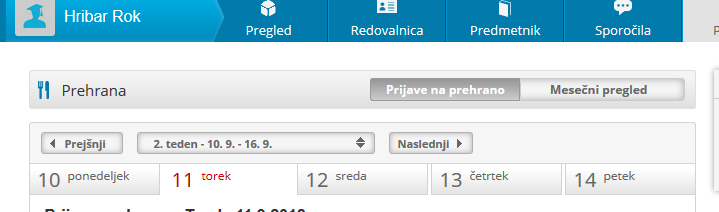 Hribar Rok
Pregled Redovalnica Predmetnik Sporočila
Prehrana Prijave na prehrano Mesečni pregled
Prejšnji 2. teden - 10. 9. - 16. 9. Naslednji
10 ponedeljek 11 torek 12 sreda 13 četrtek 14 petek